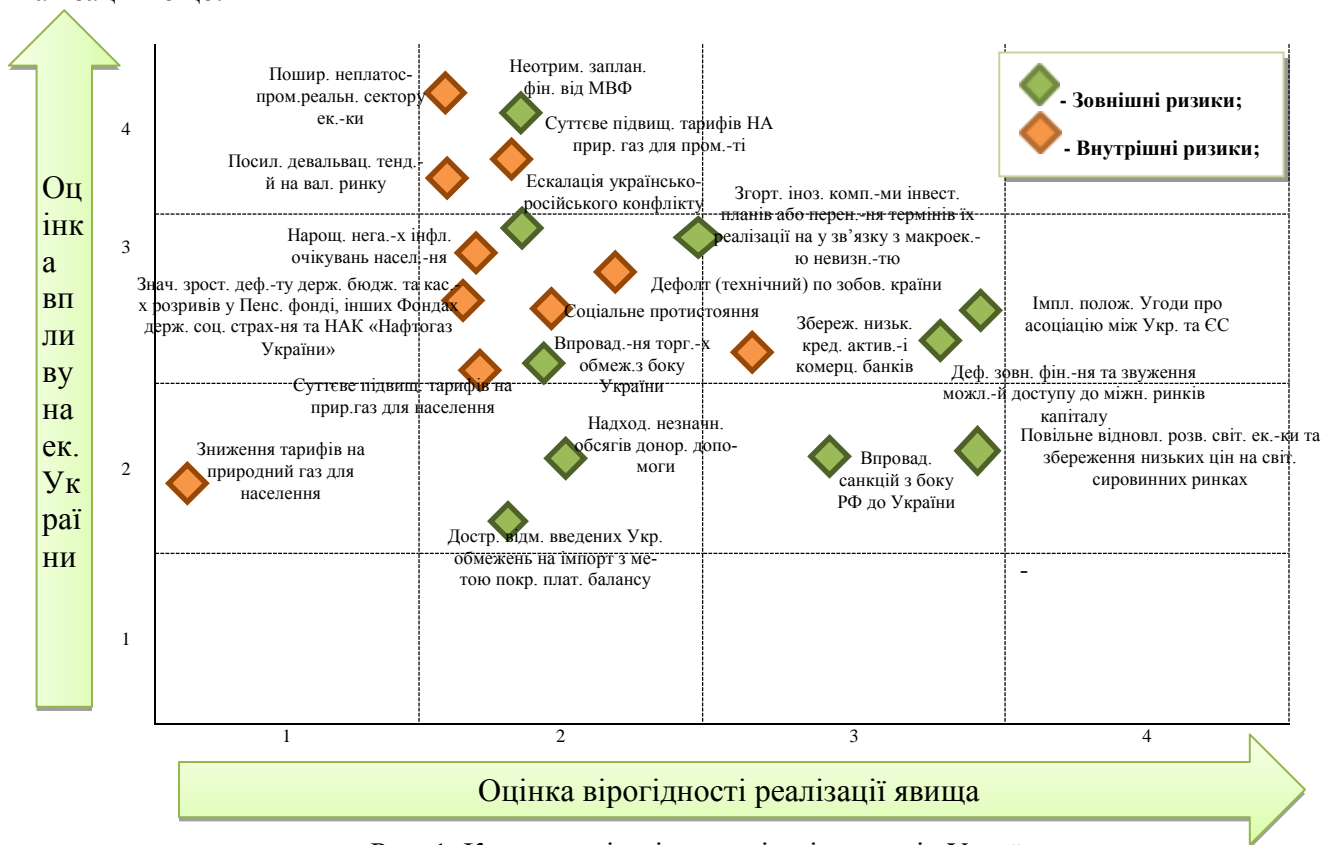 Оц
інк
а
вп
ли
ву
на
ек.
Ук
раї
ни
4
3
2
1
Пошир. неплатос-
пром.реальн. сектору
ек.-ки
Неотрим. заплан.
фін. від МВФ
- Зовнішні ризики;
- Внутрішні ризики;
Суттєве підвищ. тарифів НА
прир. газ для пром.-ті
Посил. девальвац. тенд.-
й на вал. ринку
Ескалація українсько-
російського конфлікту
Згорт. іноз. комп.-ми інвест.
планів або перен.-ня термінів їх
реалізації на у зв’язку з макроек.-
ю невизн.-тю
Нарощ. нега.-х інфл.
очікувань насел.-ня
Знач. зрост. деф.-ту держ. бюдж. та кас.-
х розривів у Пенс. фонді, інших Фондах
держ. соц. страх-ня та НАК «Нафтогаз
України»
Дефолт (технічний) по зобов. країни
Соціальне протистояння
Імпл. полож. Угоди про
асоціацію між Укр. та ЄС
Збереж. низьк.
кред. актив.-і
комерц. банків
Впровад.-ня торг.-х
обмеж.з боку
України
Суттєве підвищ. тарифів на
прир.газ для населення
Деф. зовн. фін.-ня та звуження
можл.-й доступу до міжн. ринків
капіталу
Надход. незначн.
обсягів донор. допо-
моги
Повільне відновл. розв. світ. ек.-ки та
збереження низьких цін на світ.
сировинних ринках
Зниження тарифів на
природний газ для
населення
Впровад.
санкцій з боку
РФ до України
Достр. відм. введених Укр.
обмежень на імпорт з ме-
тою покр. плат. балансу
-
1 2 3 4
Оцінка вірогідності реалізації явища